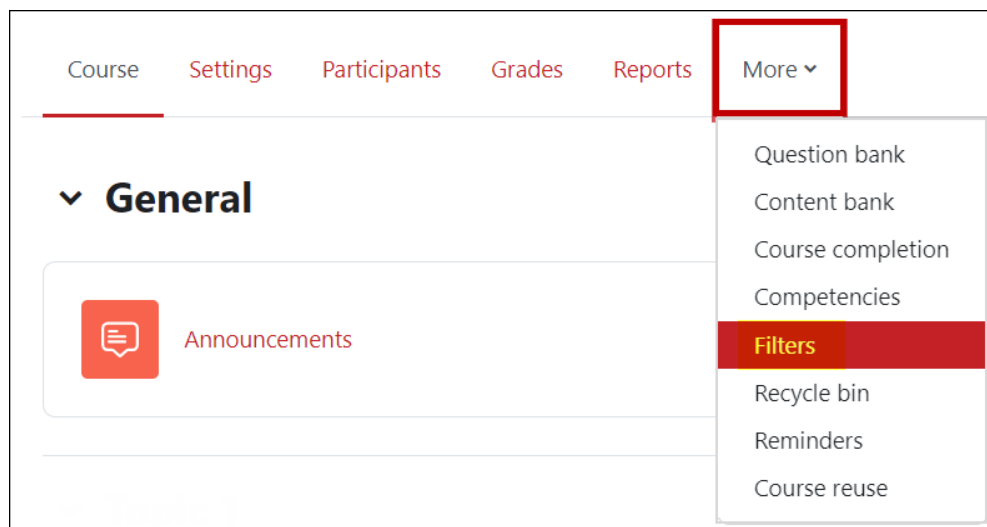 Course Settings Participants Grades Reports More
General
Announcements
Question bank
Content bank
Course completion
Competencies
Filters
Recycle bin
Reminders
Course reuse